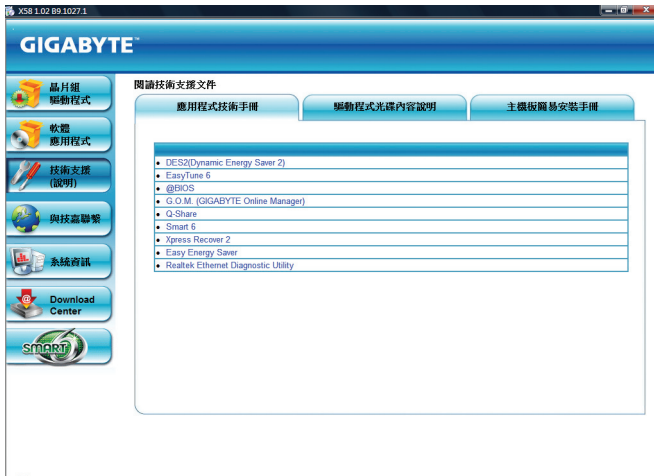 X58 1.02 B9.1027.1
GIGABYTE™
晶片組
驅動程式
軟體
應用程式
技術支援
(說明)
與技嘉聯繫
系統資訊
Download
Center
SMART6
閱讀技術支援文件
應用程式技術手冊
驅動程式光碟內容說明
主機板簡易安裝手冊
• DES2(Dynamic Energy Saver 2)
• EasyTune 6
• @BIOS
• G.O.M. (GIGABYTE Online Manager)
• Q-Share
• Smart 6
• Xpress Recover 2
• Easy Energy Saver
• Realtek Ethernet Diagnostic Utility